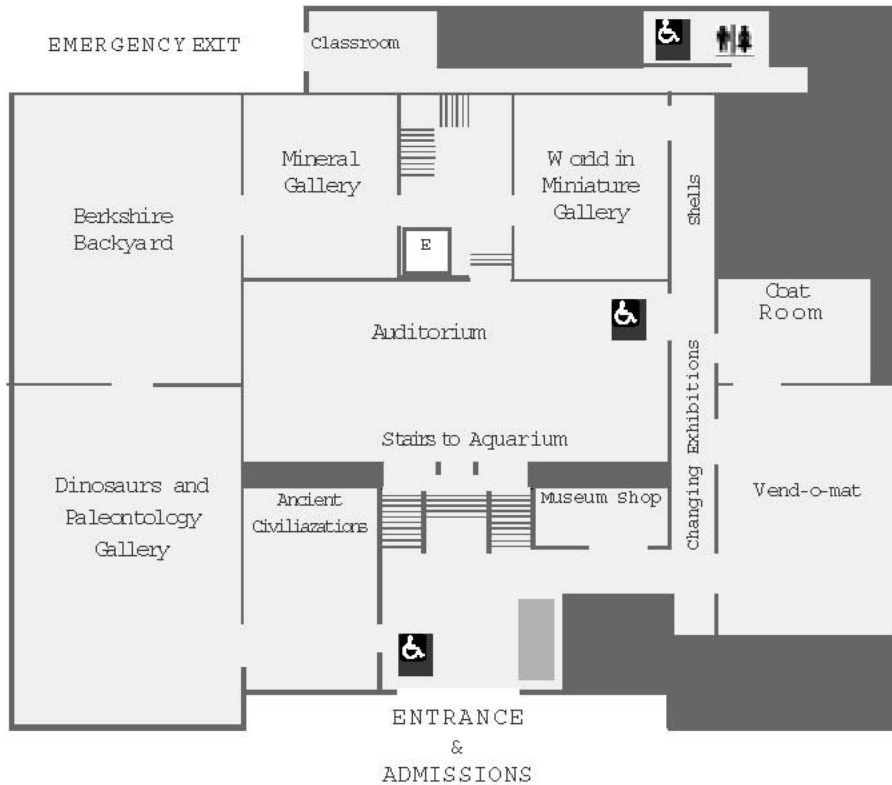 EMERGENCY EXIT
Classroom
Mineral
Gallery
World in
Miniature
Gallery
Shells
Berkshire
Backyard
E
Coat
Room
Auditorium
Changing Exhibitions
Stairs to Aquarium
Dinosaurs and
Paleontology
Gallery
Ancient
Civiliazations
Museum Shop
Vend-o-mat
ENTRANCE
&
ADMISSIONS